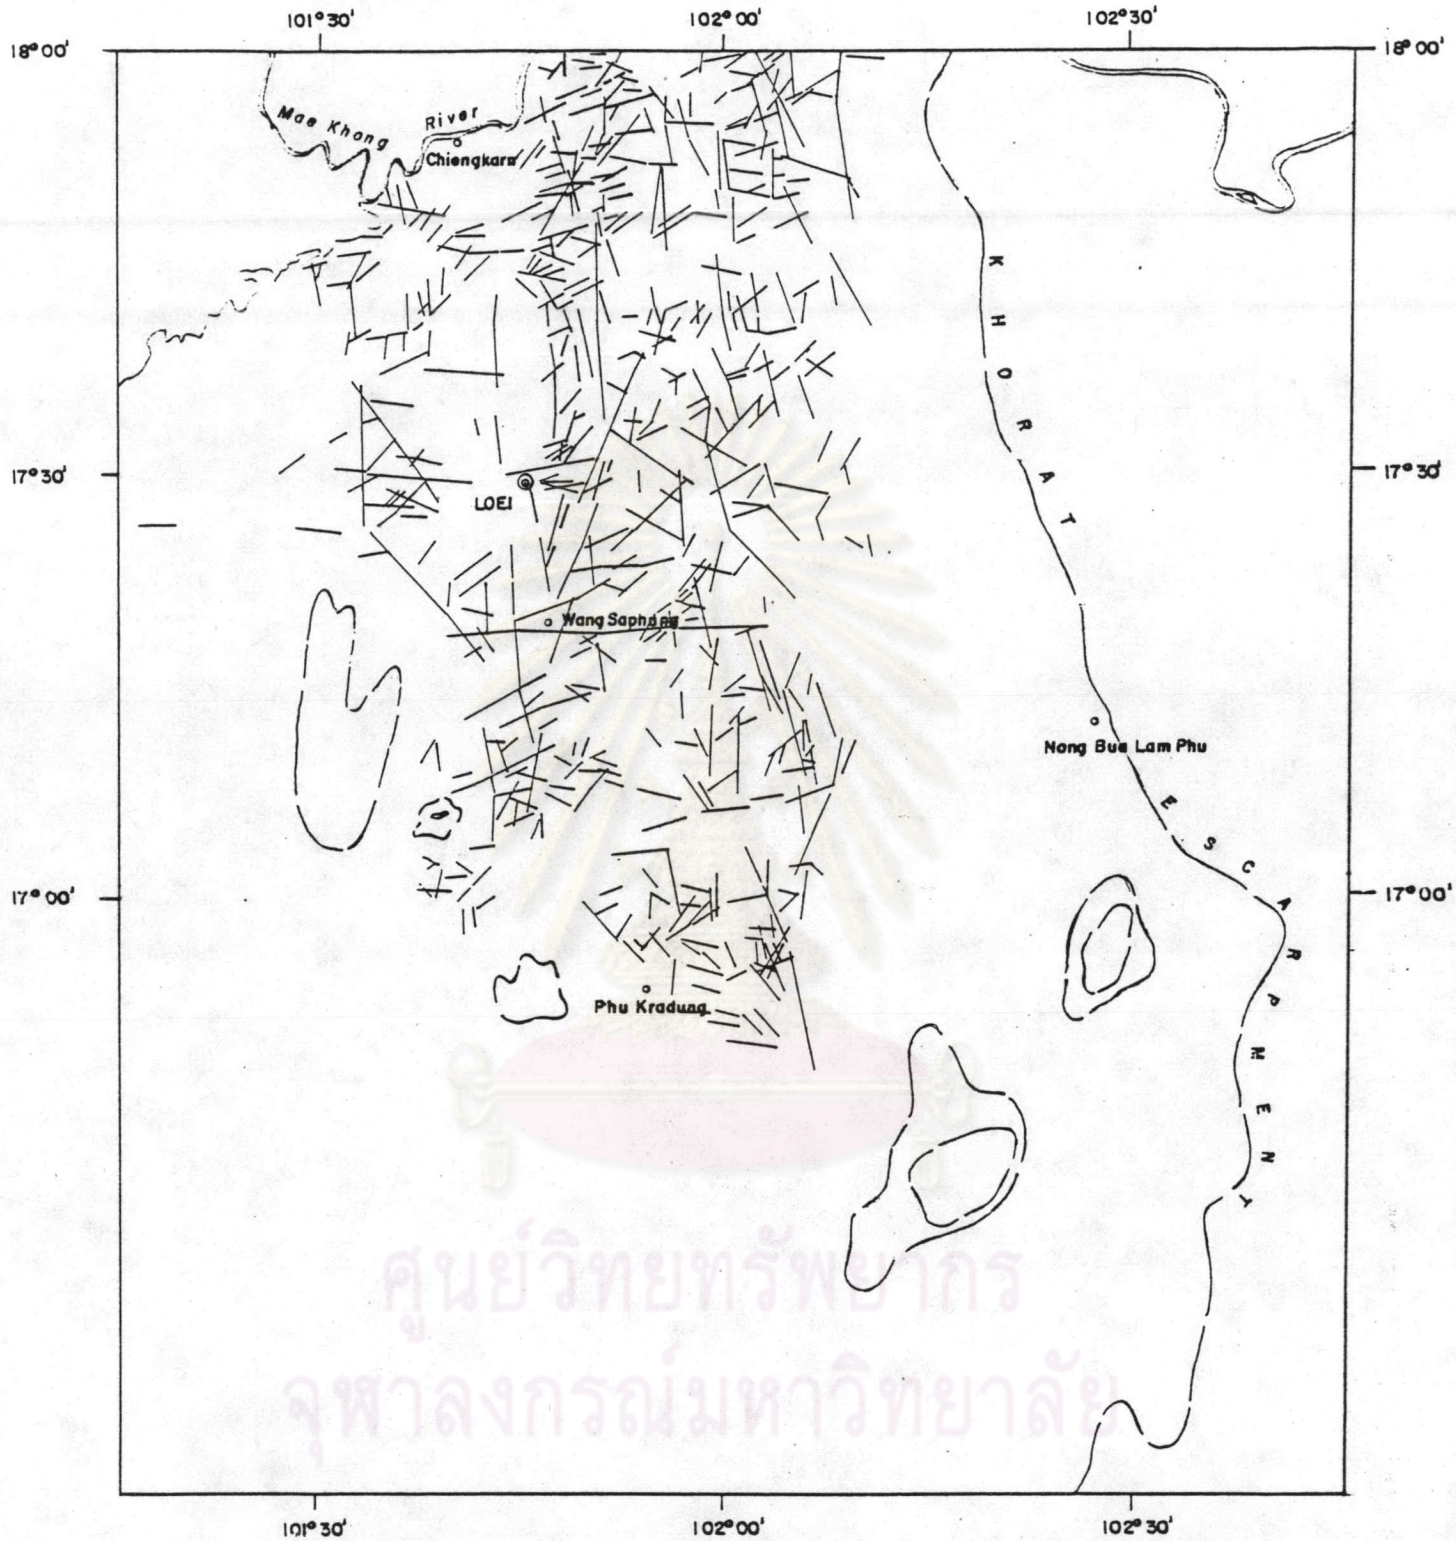 101°30' 102°00' 102°30'
18°00' 18°00'
Mae Khong River
Chiengkarn
KHORAT ESCARPMENT
17°30' 17°30'
LOEI
Wang Saphung
Nong Bua Lam Phu
17°00' 17°00'
Phu Kradung
ศูนย์วิทยทรัพยากร
จุฬาลงกรณ์มหาวิทยาลัย
101°30' 102°00' 102°30'